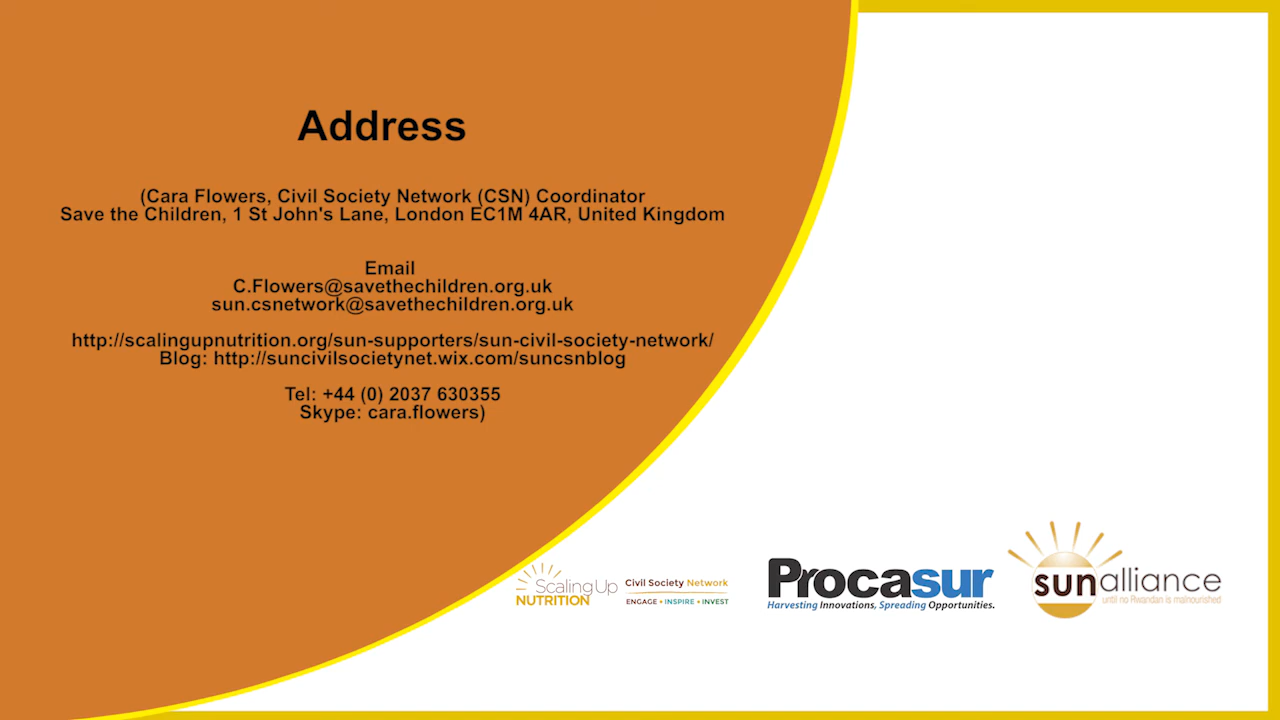 Address
(Cara Flowers, Civil Society Network (CSN) Coordinator
Save the Children, 1 St John's Lane, London EC1M 4AR, United Kingdom
Email
C.Flowers@savethechildren.org.uk
sun.csnetwork@savethechildren.org.uk
http://scalingupnutrition.org/sun-supporters/sun-civil-society-network/
Blog: http://suncivilsocietynet.wix.com/suncsnblog
Tel: +44 (0) 2037 630355
Skype: cara.flowers)
Scaling Up
NUTRITION
Civil Society Network
ENGAGE • INSPIRE • INVEST
Procasur
Harvesting Innovations, Spreading Opportunities.
sunalliance
until no Rwandan is malnourished